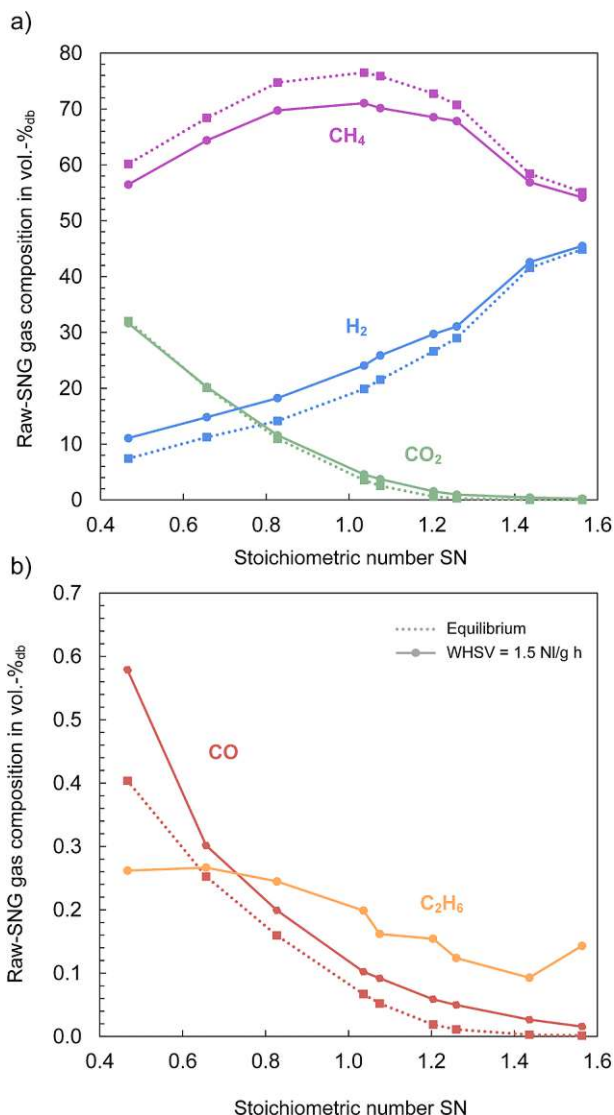 a)
80
70
60
50
40
30
20
10
0
Raw-SNG gas composition in vol.-%db
CH4
H2
CO2
0.4 0.6 0.8 1.0 1.2 1.4 1.6
Stoichiometric number SN
b)
0.7
0.6
0.5
0.4
0.3
0.2
0.1
0.0
Raw-SNG gas composition in vol.-%db
Equilibrium
WHSV = 1.5 Nl/g h
CO
C2H6
0.4 0.6 0.8 1.0 1.2 1.4 1.6
Stoichiometric number SN